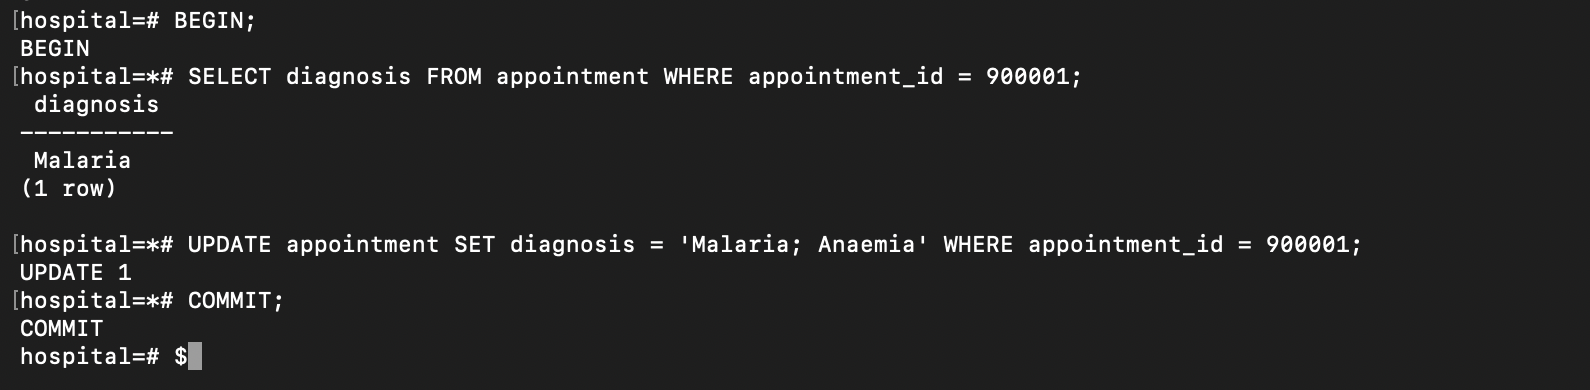 [hospital=# BEGIN;
BEGIN
[hospital=*# SELECT diagnosis FROM appointment WHERE appointment_id = 900001;
diagnosis
-----------
Malaria
(1 row)
[hospital=*# UPDATE appointment SET diagnosis = 'Malaria; Anaemia' WHERE appointment_id = 900001;
UPDATE 1
[hospital=*# COMMIT;
COMMIT
hospital=# $